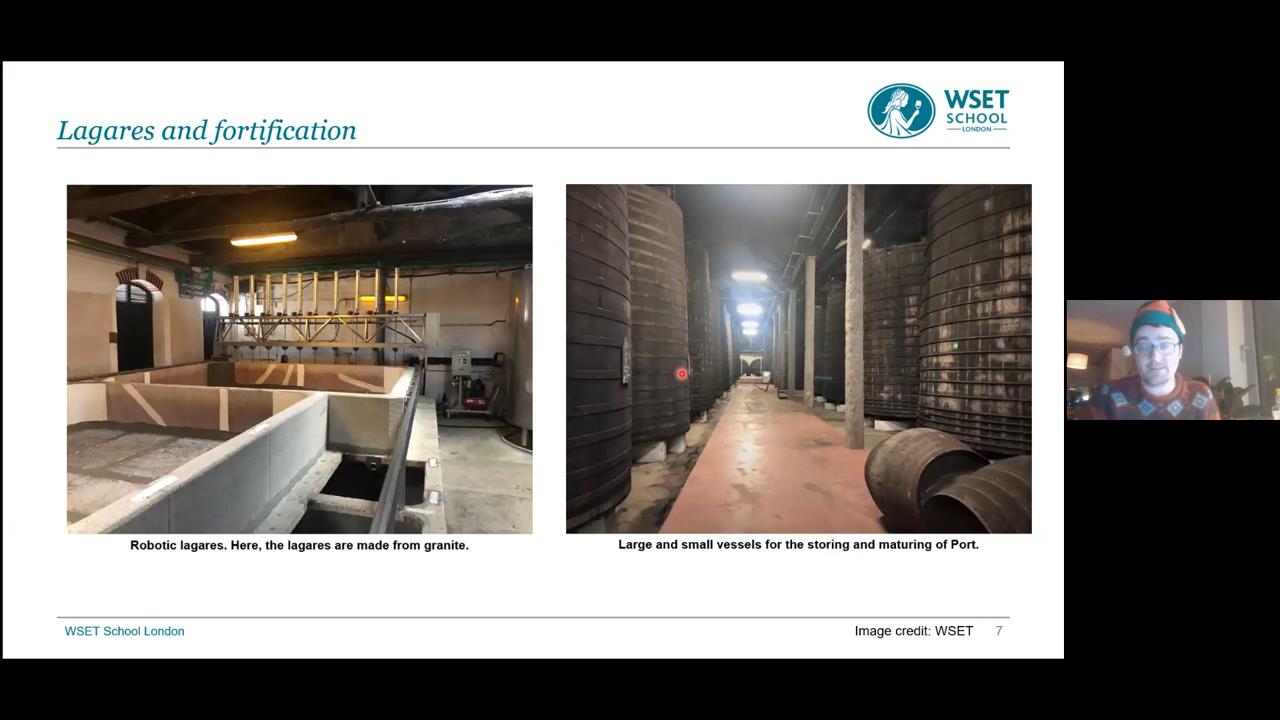 Lagares and fortification
WSET
SCHOOL
LONDON
Robotic lagares. Here, the lagares are made from granite.
Large and small vessels for the storing and maturing of Port.
WSET School London
Image credit: WSET
7